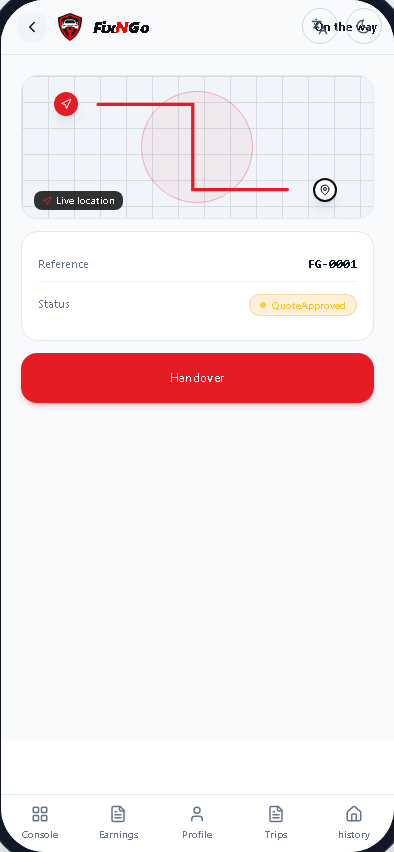 FixNGo
On the way
Live location
Reference
FG-0001
Status
QuoteApproved
Handover
Console
Earnings
Profile
Trips
history